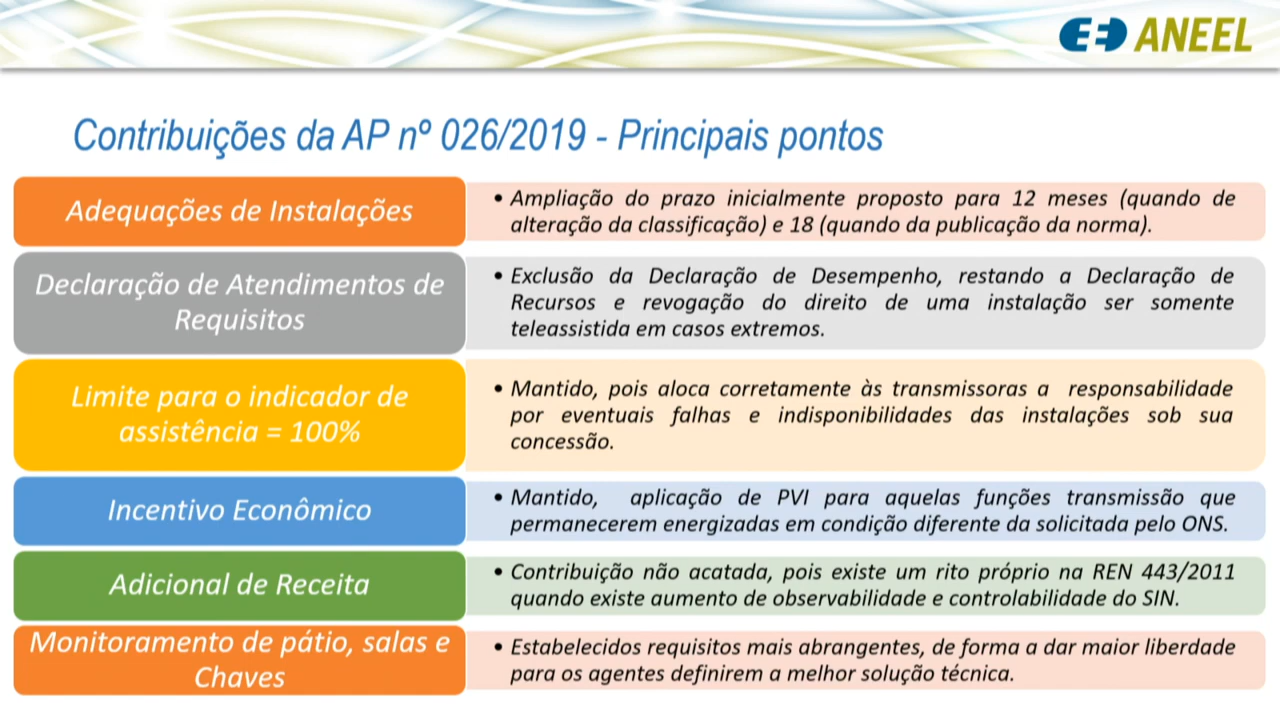 ANEEL
Contribuições da AP nº 026/2019 - Principais pontos
Adequações de Instalações
• Ampliação do prazo inicialmente proposto para 12 meses (quando de
alteração da classificação) e 18 (quando da publicação da norma).
Declaração de Atendimentos de
Requisitos
• Exclusão da Declaração de Desempenho, restando a Declaração de
Recursos e revogação do direito de uma instalação ser somente
teleassistida em casos extremos.
Limite para o indicador de
assistência = 100%
• Mantido, pois aloca corretamente às transmissoras a responsabilidade
por eventuais falhas e indisponibilidades das instalações sob sua
concessão.
Incentivo Econômico
• Mantido, aplicação de PVI para aquelas funções transmissão que
permanecerem energizadas em condição diferente da solicitada pelo ONS.
Adicional de Receita
• Contribuição não acatada, pois existe um rito próprio na REN 443/2011
quando existe aumento de observabilidade e controlabilidade do SIN.
Monitoramento de pátio, salas e
Chaves
• Estabelecidos requisitos mais abrangentes, de forma a dar maior liberdade
para os agentes definirem a melhor solução técnica.